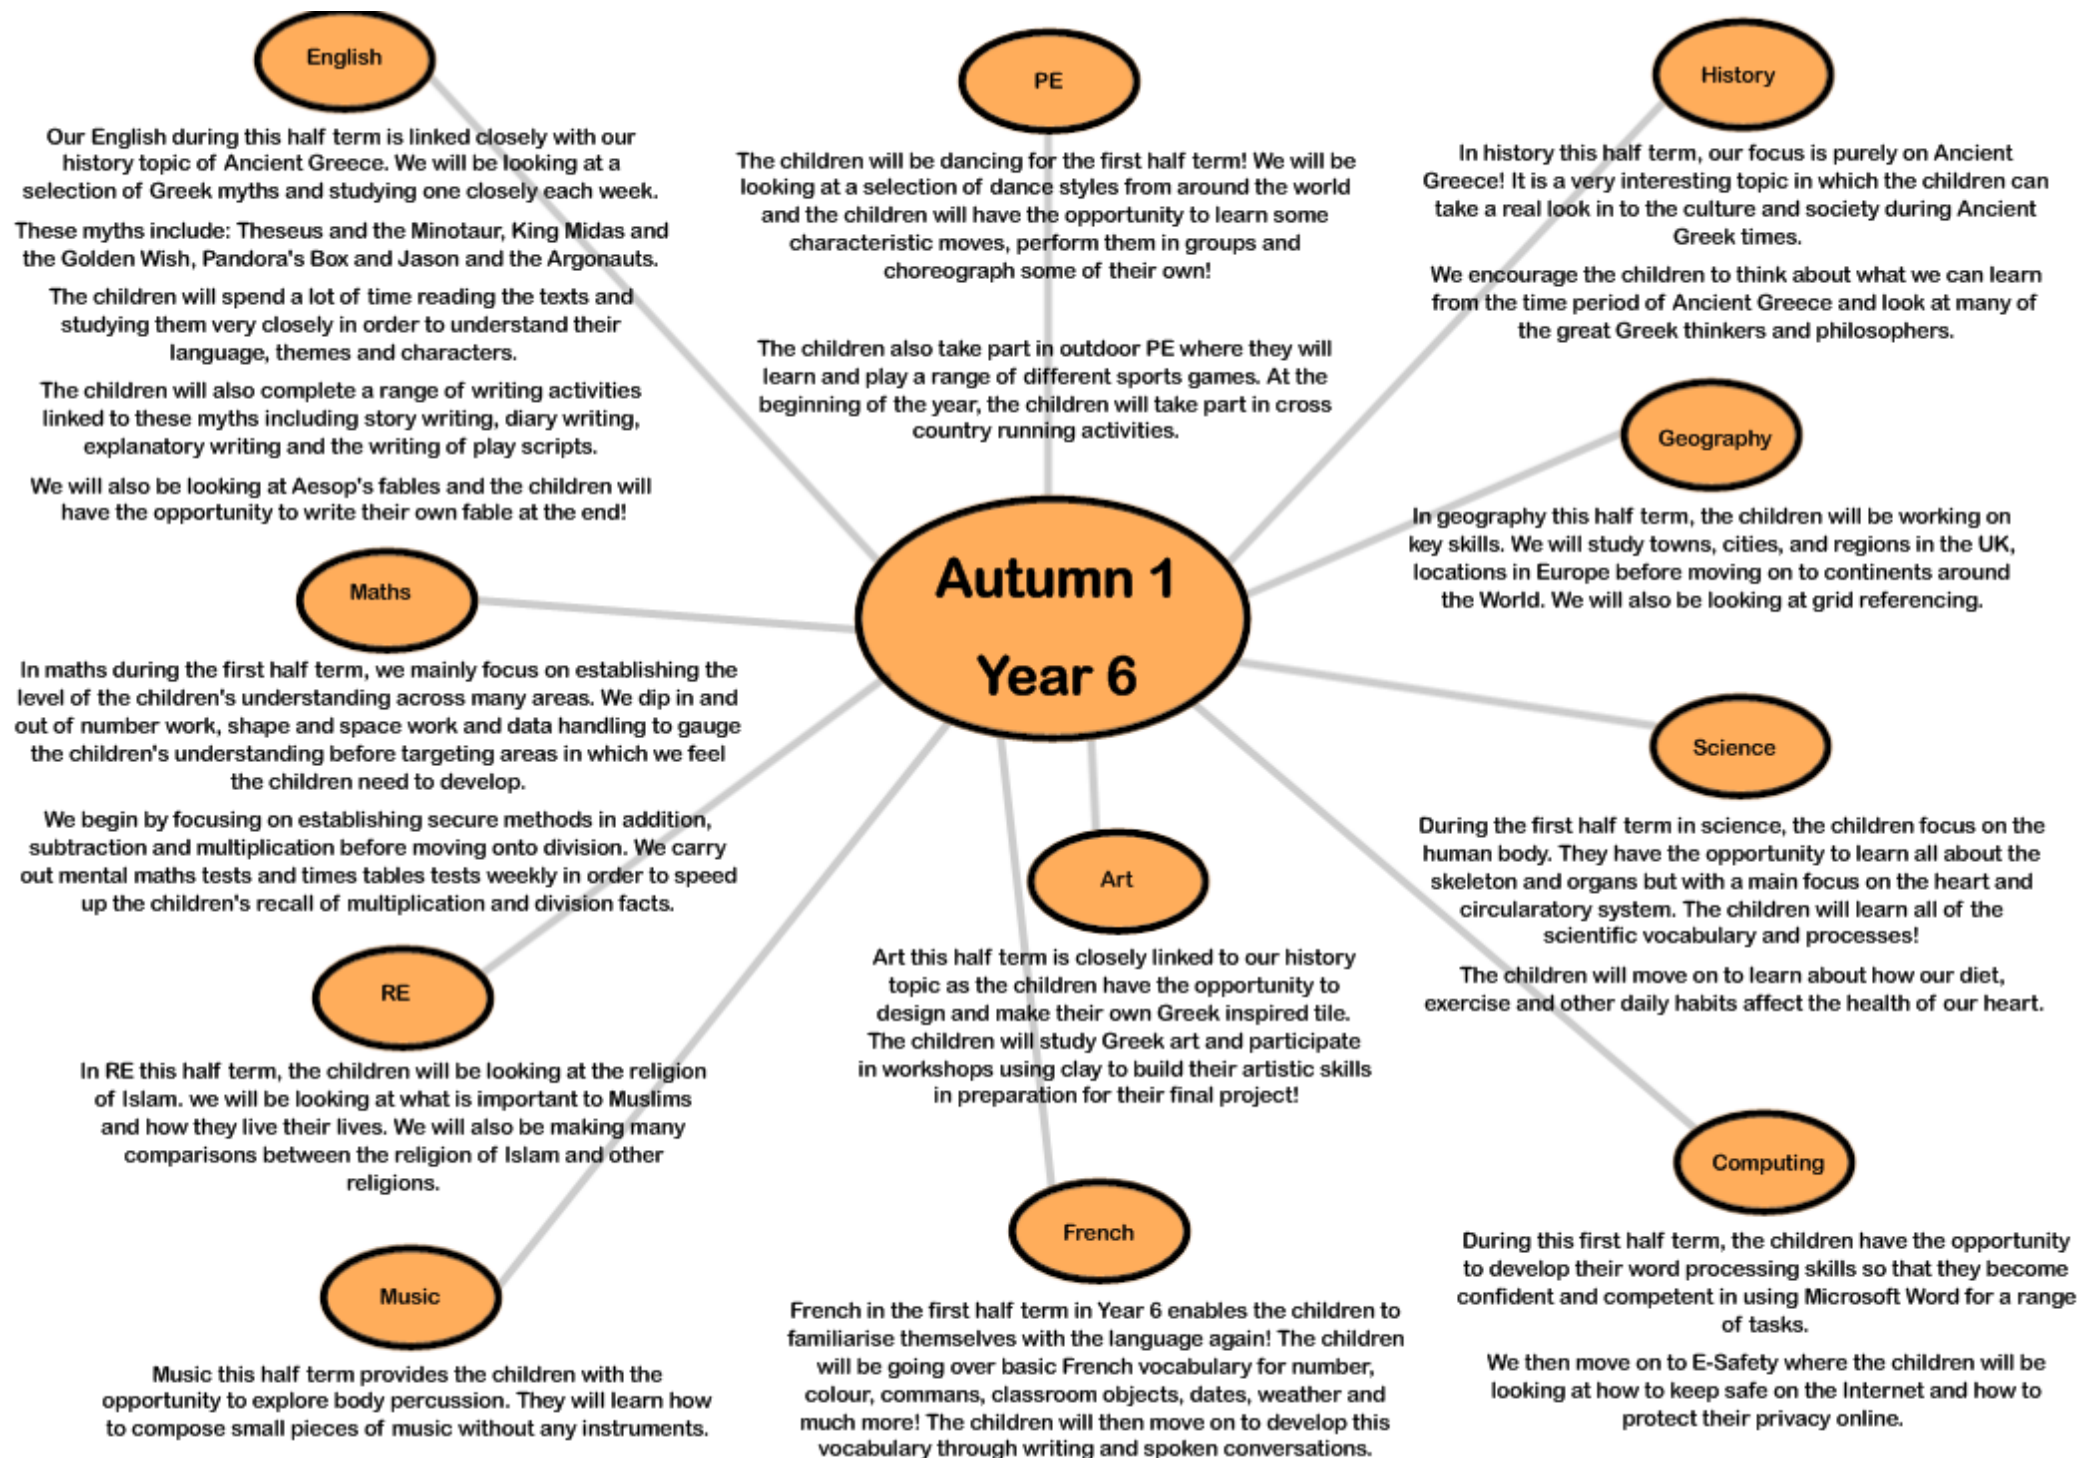 English
Our English during this half term is linked closely with our
history topic of Ancient Greece. We will be looking at a
selection of Greek myths and studying one closely each week.
These myths include: Theseus and the Minotaur, King Midas and
the Golden Wish, Pandora's Box and Jason and the Argonauts.
The children will spend a lot of time reading the texts and
studying them very closely in order to understand their
language, themes and characters.
The children will also complete a range of writing activities
linked to these myths including story writing, diary writing,
explanatory writing and the writing of play scripts.
We will also be looking at Aesop's fables and the children will
have the opportunity to write their own fable at the end!
PE
The children will be dancing for the first half term! We will be
looking at a selection of dance styles from around the world
and the children will have the opportunity to learn some
characteristic moves, perform them in groups and
choreograph some of their own!
The children also take part in outdoor PE where they will
learn and play a range of different sports games. At the
beginning of the year, the children will take part in cross
country running activities.
History
In history this half term, our focus is purely on Ancient
Greece! It is a very interesting topic in which the children can
take a real look in to the culture and society during Ancient
Greek times.
We encourage the children to think about what we can learn
from the time period of Ancient Greece and look at many of
the great Greek thinkers and philosophers.
Geography
In geography this half term, the children will be working on
key skills. We will study towns, cities, and regions in the UK,
locations in Europe before moving on to continents around
the World. We will also be looking at grid referencing.
Autumn 1
Year 6
Maths
In maths during the first half term, we mainly focus on establishing the
level of the children's understanding across many areas. We dip in and
out of number work, shape and space work and data handling to gauge
the children's understanding before targeting areas in which we feel
the children need to develop.
We begin by focusing on establishing secure methods in addition,
subtraction and multiplication before moving onto division. We carry
out mental maths tests and times tables tests weekly in order to speed
up the children's recall of multiplication and division facts.
Science
During the first half term in science, the children focus on the
human body. They have the opportunity to learn all about the
skeleton and organs but with a main focus on the heart and
circularatory system. The children will learn all of the
scientific vocabulary and processes!
The children will move on to learn about how our diet,
exercise and other daily habits affect the health of our heart.
Art
Art this half term is closely linked to our history
topic as the children have the opportunity to
design and make their own Greek inspired tile.
The children will study Greek art and participate
in workshops using clay to build their artistic skills
in preparation for their final project!
RE
In RE this half term, the children will be looking at the religion
of Islam. we will be looking at what is important to Muslims
and how they live their lives. We will also be making many
comparisons between the religion of Islam and other
religions.
Music
Music this half term provides the children with the
opportunity to explore body percussion. They will learn how
to compose small pieces of music without any instruments.
French
French in the first half term in Year 6 enables the children to
familiarise themselves with the language again! The children
will be going over basic French vocabulary for number,
colour, commans, classroom objects, dates, weather and
much more! The children will then move on to develop this
vocabulary through writing and spoken conversations.
Computing
During this first half term, the children have the opportunity
to develop their word processing skills so that they become
confident and competent in using Microsoft Word for a range
of tasks.
We then move on to E-Safety where the children will be
looking at how to keep safe on the Internet and how to
protect their privacy online.